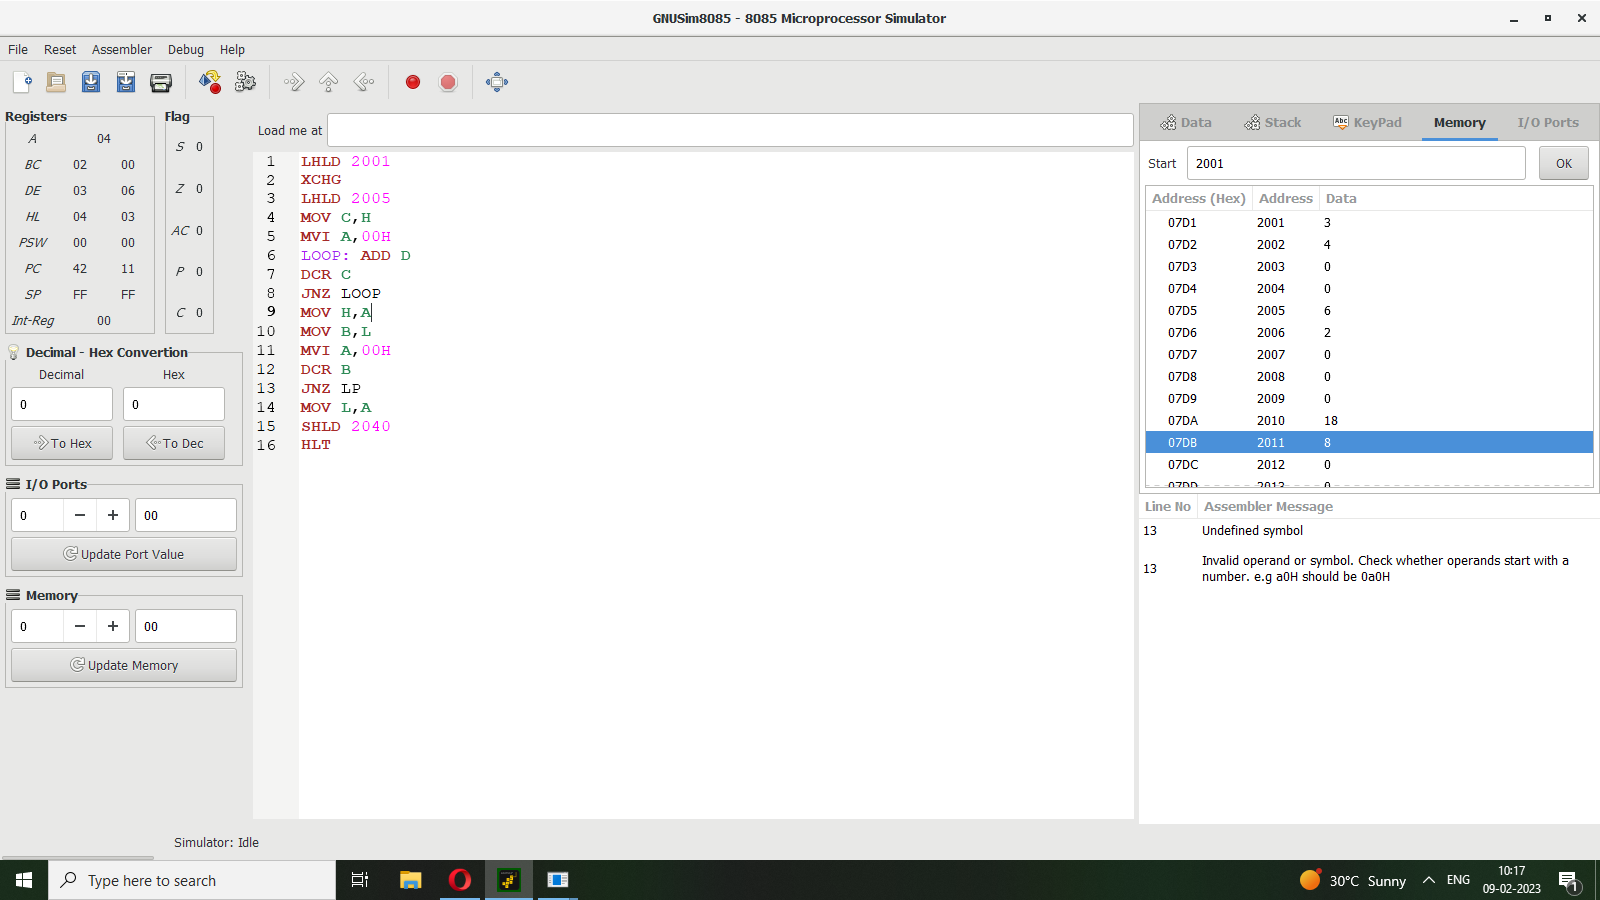 GNUSim8085 - 8085 Microprocessor Simulator
File Reset Assembler Debug Help
Registers
A 04
BC 02 00
DE 03 06
HL 04 03
PSW 00 00
PC 42 11
SP FF FF
Int-Reg 00
Flag
S 0
Z 0
AC 0
P 0
C 0
Decimal - Hex Convertion
Decimal Hex
0 0
To Hex To Dec
I/O Ports
0 00
Update Port Value
Memory
0 00
Update Memory
Load me at
1 LHLD 2001
2 XCHG
3 LHLD 2005
4 MOV C,H
5 MVI A,00H
6 LOOP: ADD D
7 DCR C
8 JNZ LOOP
9 MOV H,A
10 MOV B,L
11 MVI A,00H
12 DCR B
13 JNZ LP
14 MOV L,A
15 SHLD 2040
16 HLT
Data Stack Abc KeyPad Memory I/O Ports
Start 2001 OK
Address (Hex) Address Data
07D1 2001 3
07D2 2002 4
07D3 2003 0
07D4 2004 0
07D5 2005 6
07D6 2006 2
07D7 2007 0
07D8 2008 0
07D9 2009 0
07DA 2010 18
07DB 2011 8
07DC 2012 0
07DD 2013 0
Line No Assembler Message
13 Undefined symbol
13 Invalid operand or symbol. Check whether operands start with a
number. e.g a0H should be 0a0H
Simulator: Idle
Type here to search
30°C Sunny
ENG
10:17
09-02-2023
1